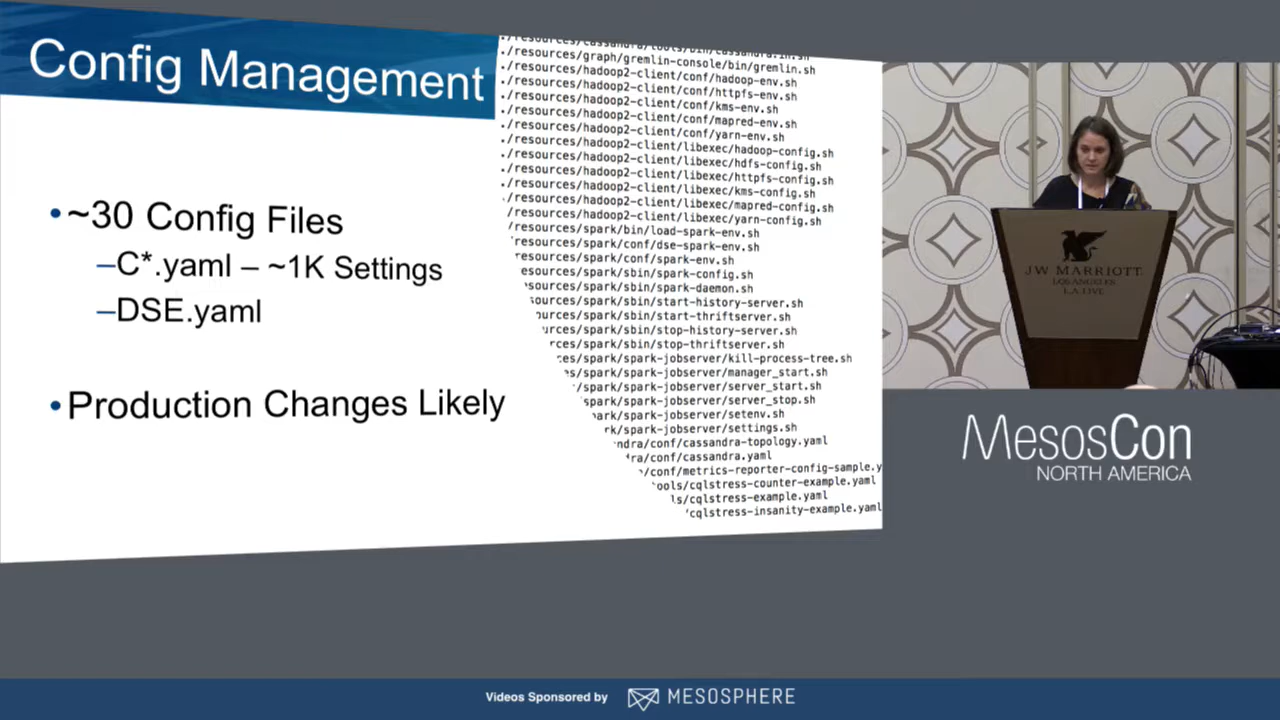 Config Management
•~30 Config Files
–C*.yaml – ~1K Settings
–DSE.yaml
•Production Changes Likely
./resources/cassandra/tools/bin/cassandra.in.sh
./resources/graph/gremlin-console/bin/gremlin.sh
./resources/hadoop2-client/conf/hadoop-env.sh
./resources/hadoop2-client/conf/httpfs-env.sh
./resources/hadoop2-client/conf/kms-env.sh
./resources/hadoop2-client/conf/mapred-env.sh
./resources/hadoop2-client/conf/yarn-env.sh
./resources/hadoop2-client/libexec/hadoop-config.sh
./resources/hadoop2-client/libexec/hdfs-config.sh
./resources/hadoop2-client/libexec/httpfs-config.sh
./resources/hadoop2-client/libexec/kms-config.sh
./resources/hadoop2-client/libexec/mapred-config.sh
./resources/hadoop2-client/libexec/yarn-config.sh
/resources/spark/bin/load-spark-env.sh
resources/spark/conf/dse-spark-env.sh
resources/spark/conf/spark-env.sh
esources/spark/sbin/spark-config.sh
sources/spark/sbin/spark-daemon.sh
sources/spark/sbin/start-history-server.sh
ources/spark/sbin/start-thriftserver.sh
urces/spark/sbin/stop-history-server.sh
rces/spark/sbin/stop-thriftserver.sh
ces/spark/spark-jobserver/kill-process-tree.sh
s/spark/spark-jobserver/manager_start.sh
/spark/spark-jobserver/server_start.sh
spark/spark-jobserver/server_stop.sh
park/spark-jobserver/setenv.sh
rk/spark-jobserver/settings.sh
ndra/conf/cassandra-topology.yaml
dra/conf/cassandra.yaml
/conf/metrics-reporter-config-sample.y
tools/cqlstress-counter-example.yaml
ls/cqlstress-example.yaml
/cqlstress-insanity-example.yaml
JW MARRIOTT
LOS ANGELES
L.A. LIVE
MesosCon
NORTH AMERICA
Videos Sponsored by MESOSPHERE